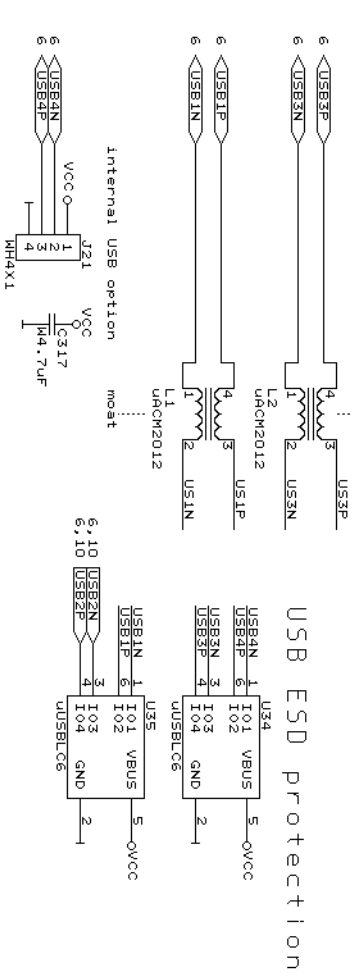 6 USB3P
6 USB3N
L2
uACM2012
4 3
1 2
US3P
US3N
6 USB1P
6 USB1N
L1
uACM2012
4 3
1 2
US1P
US1N
moat
internal USB option
6 USB4N
6 USB4P
VCC
J21
1
2
3
4
WH4X1
VCC
C317
W4.7uF
USB ESD protection
U34
USB4N 1 IO1 VBUS 5 VCC
USB4P 6 IO2
USB3N 3 IO3
USB3P 4 IO4 GND 2
uUSBLC6
U35
USB1N 1 IO1 VBUS 5 VCC
USB1P 6 IO2
6,10 USB2N 3 IO3
6,10 USB2P 4 IO4 GND 2
uUSBLC6